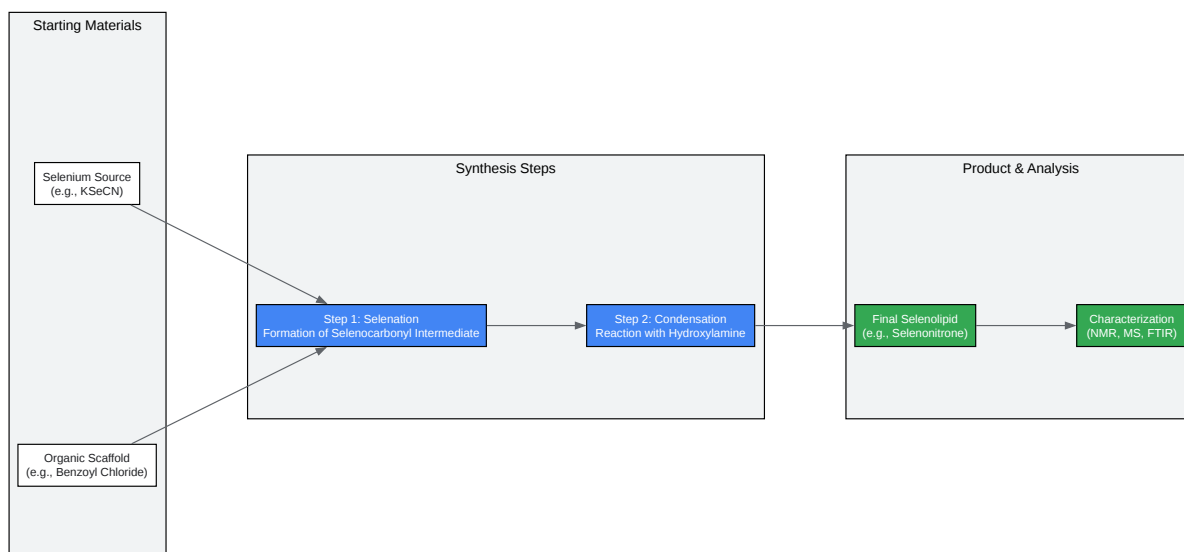 Starting Materials
Selenium Source
(e.g., KSeCN)
Organic Scaffold
(e.g., Benzoyl Chloride)
Synthesis Steps
Step 1: Selenation
Formation of Selenocarbonyl Intermediate
Step 2: Condensation
Reaction with Hydroxylamine
Product & Analysis
Final Selenolipid
(e.g., Selenonitrone)
Characterization
(NMR, MS, FTIR)